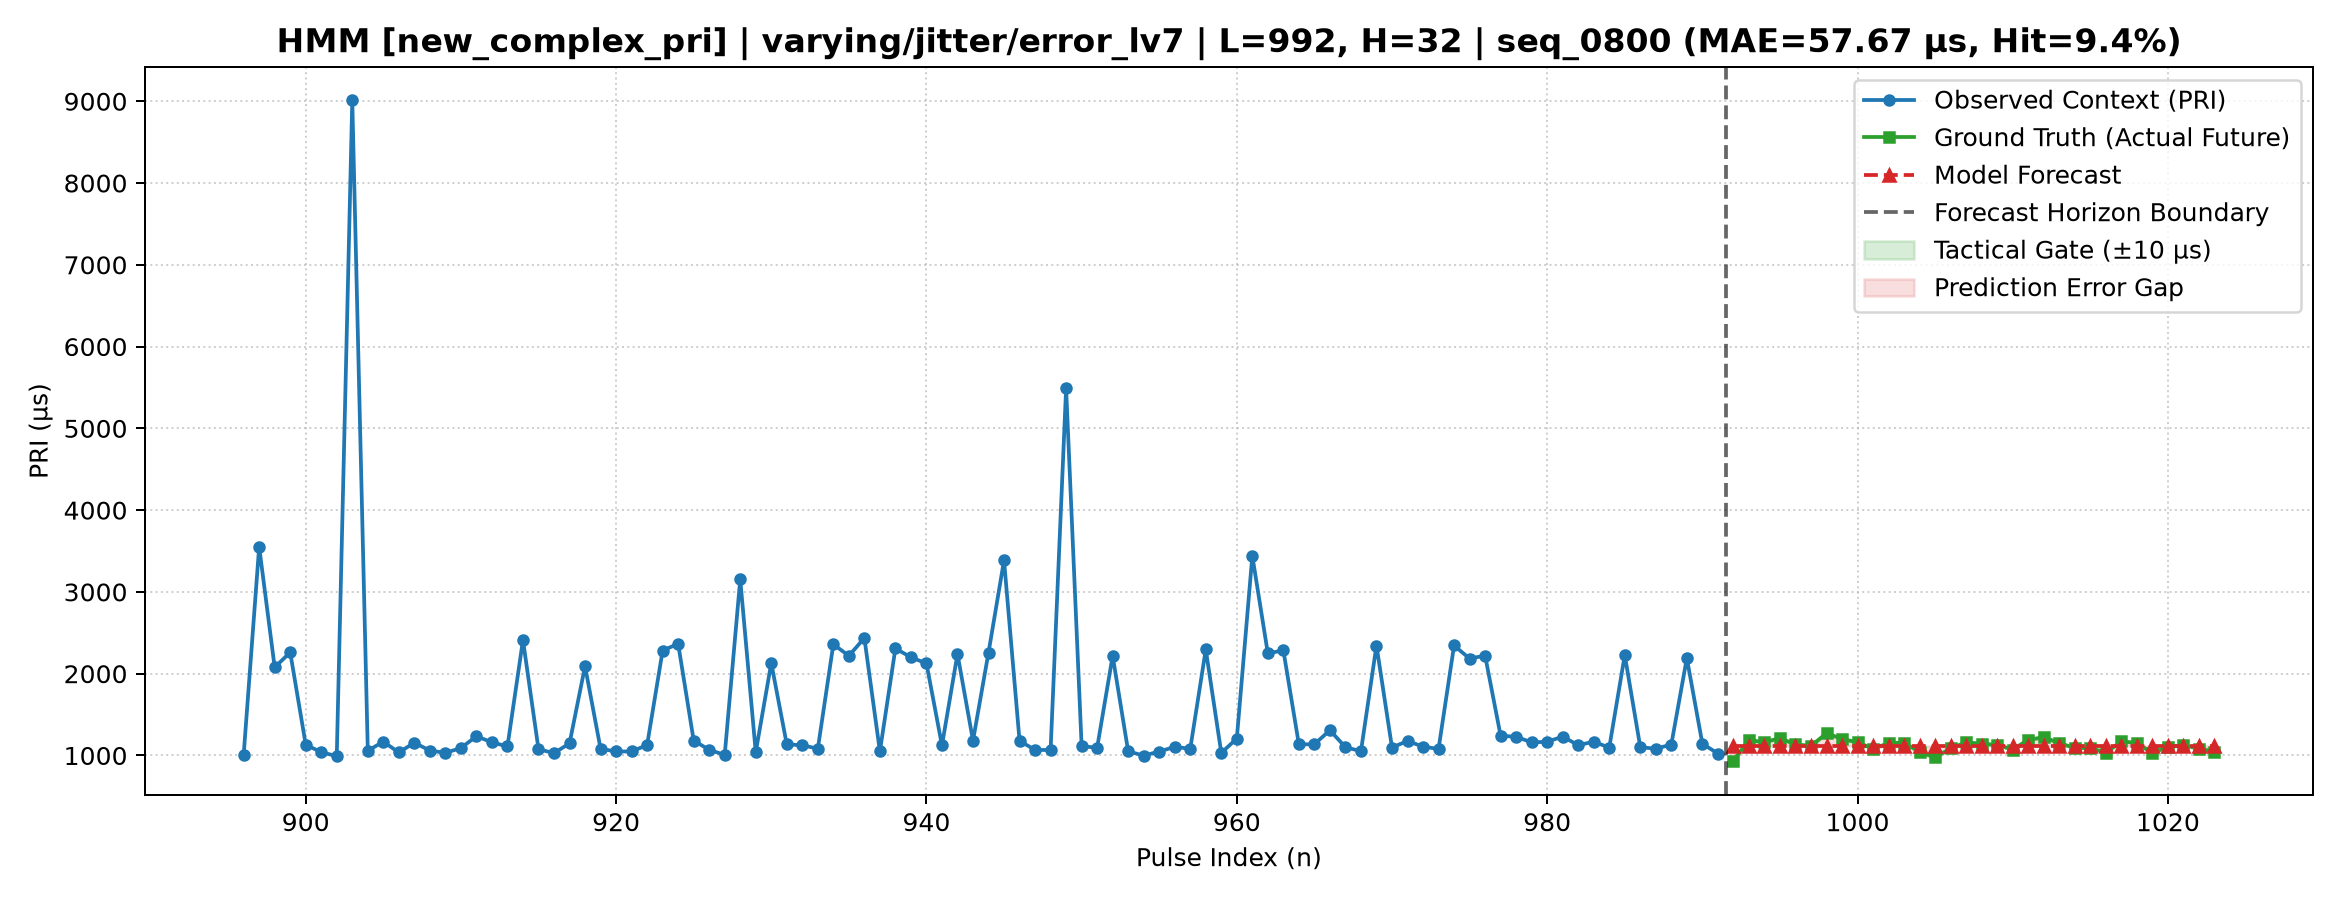 HMM [new_complex_pri] | varying/jitter/error_lv7 | L=992, H=32 | seq_0800 (MAE=57.67 µs, Hit=9.4%)
Observed Context (PRI)
Ground Truth (Actual Future)
Model Forecast
Forecast Horizon Boundary
Tactical Gate (±10 µs)
Prediction Error Gap
PRI (µs)
9000
8000
7000
6000
5000
4000
3000
2000
1000
900
920
940
960
980
1000
1020
Pulse Index (n)